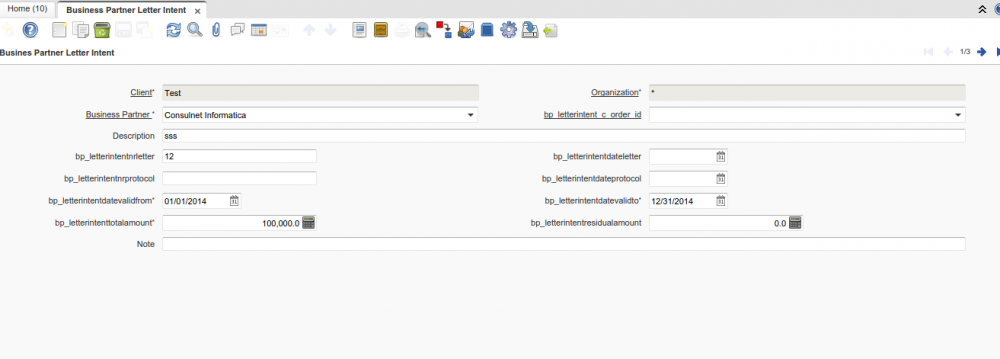 Home (10) Business Partner Letter Intent x
Busines Partner Letter Intent 1/3
Client* Test Organization* *
Business Partner * Consulnet Informatica bp_letterintent_c_order_id
Description sss
bp_letterintentnrletter 12 bp_letterintentdateletter
bp_letterintentnrprotocol bp_letterintentdateprotocol
bp_letterintentdatevalidfrom* 01/01/2014 bp_letterintentdatevalidto* 12/31/2014
bp_letterintenttotalamount* 100,000.0 bp_letterintentresidualamount 0.0
Note